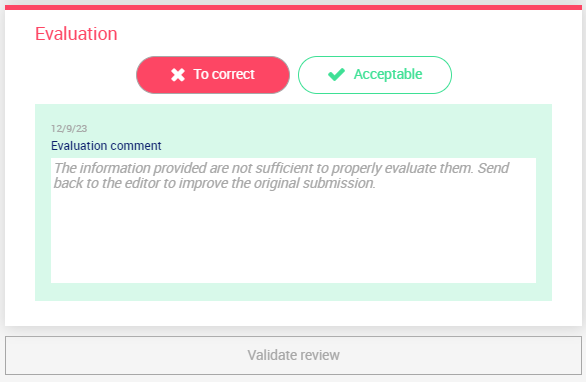 Evaluation
To correct
Acceptable
12/9/23
Evaluation comment
The information provided are not sufficient to properly evaluate them. Send
back to the editor to improve the original submission.
Validate review